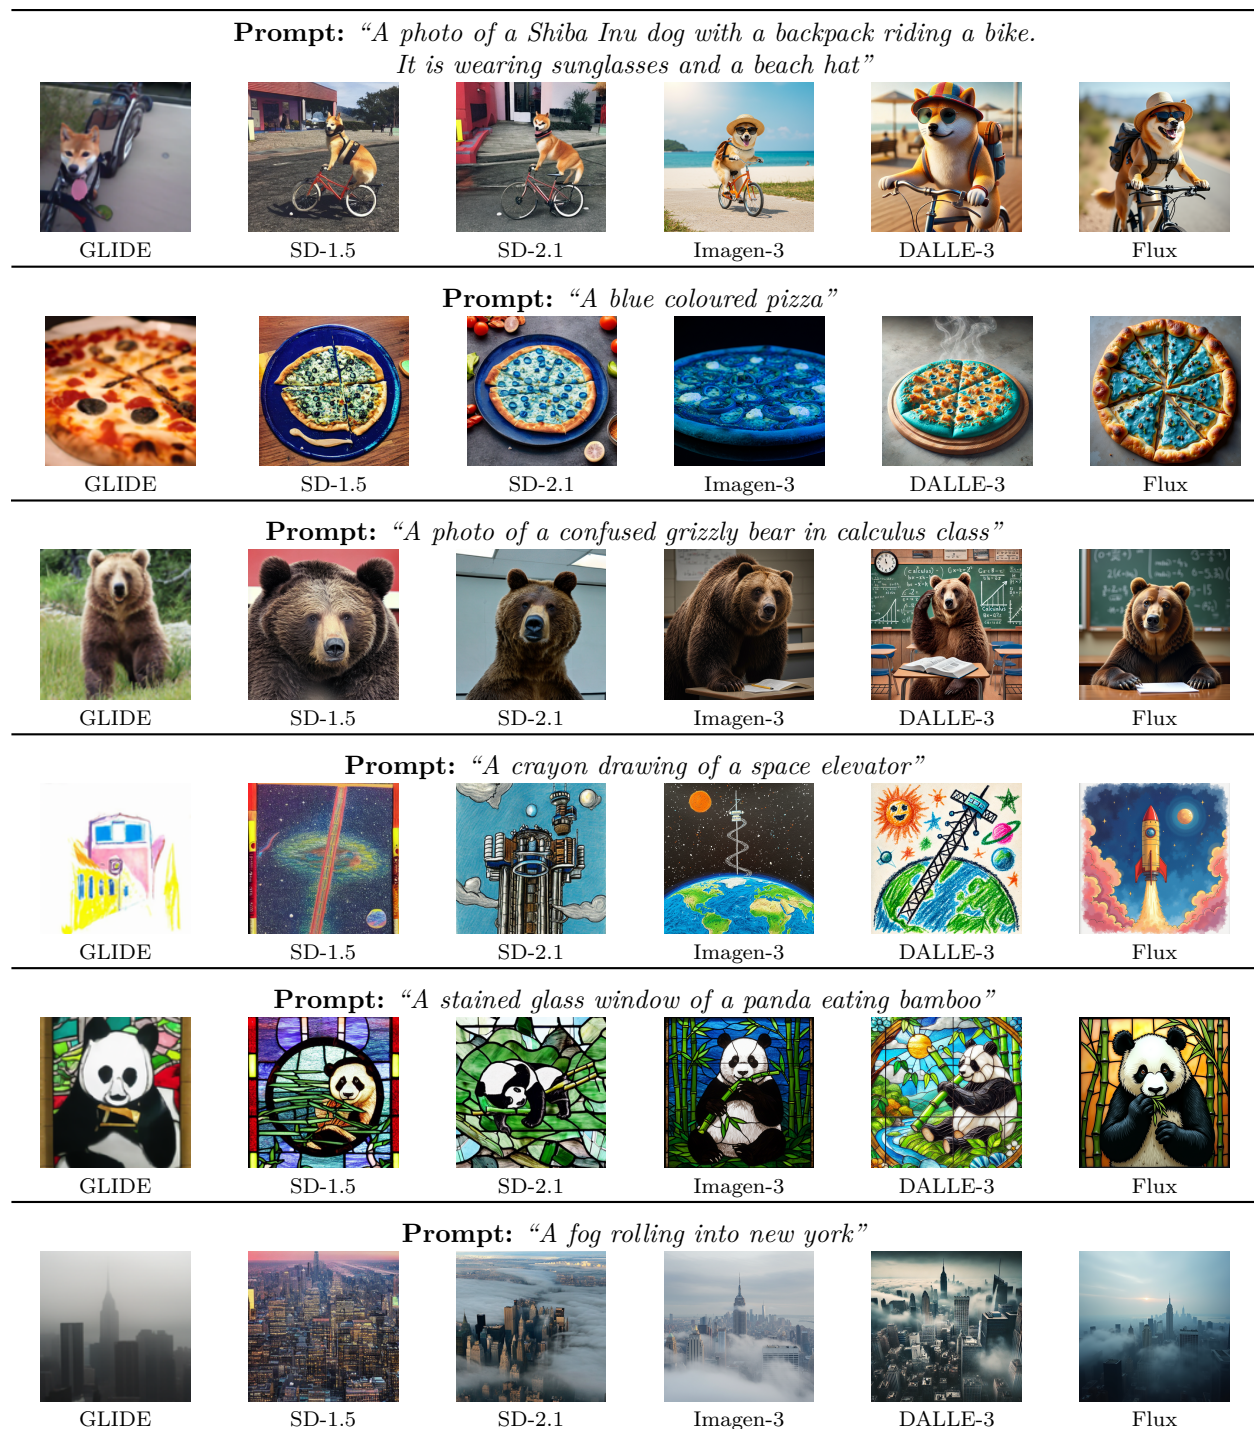 Prompt: “A photo of a Shiba Inu dog with a backpack riding a bike.
It is wearing sunglasses and a beach hat”
GLIDE SD-1.5 SD-2.1 Imagen-3 DALLE-3 Flux
Prompt: “A blue coloured pizza”
GLIDE SD-1.5 SD-2.1 Imagen-3 DALLE-3 Flux
Prompt: “A photo of a confused grizzly bear in calculus class”
GLIDE SD-1.5 SD-2.1 Imagen-3 DALLE-3 Flux
Prompt: “A crayon drawing of a space elevator”
GLIDE SD-1.5 SD-2.1 Imagen-3 DALLE-3 Flux
Prompt: “A stained glass window of a panda eating bamboo”
GLIDE SD-1.5 SD-2.1 Imagen-3 DALLE-3 Flux
Prompt: “A fog rolling into new york”
GLIDE SD-1.5 SD-2.1 Imagen-3 DALLE-3 Flux